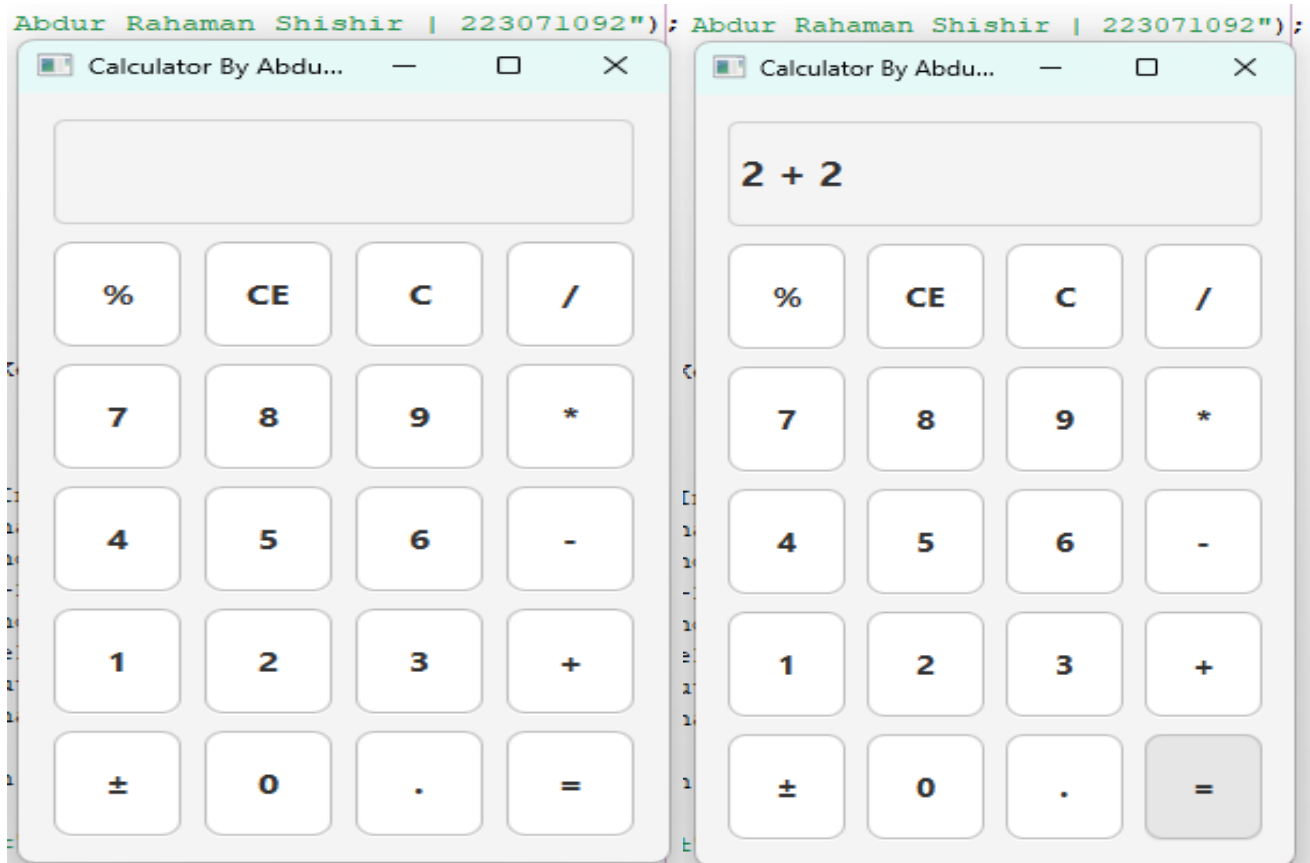 Abdur Rahaman Shishir | 223071092");
Calculator By Abdu...
% CE C /
7 8 9 *
4 5 6 -
1 2 3 +
± 0 . =
Abdur Rahaman Shishir | 223071092");
Calculator By Abdu...
2 + 2
% CE C /
7 8 9 *
4 5 6 -
1 2 3 +
± 0 . =